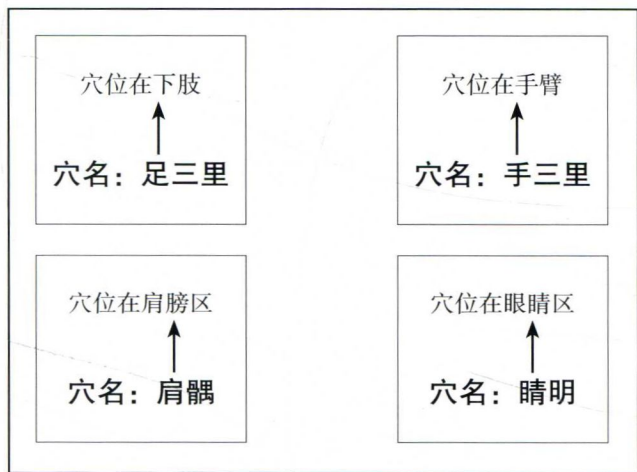 穴位在下肢
穴名：足三里
穴位在手臂
穴名：手三里
穴位在肩膀区
穴名：肩髃
穴位在眼睛区
穴名：睛明